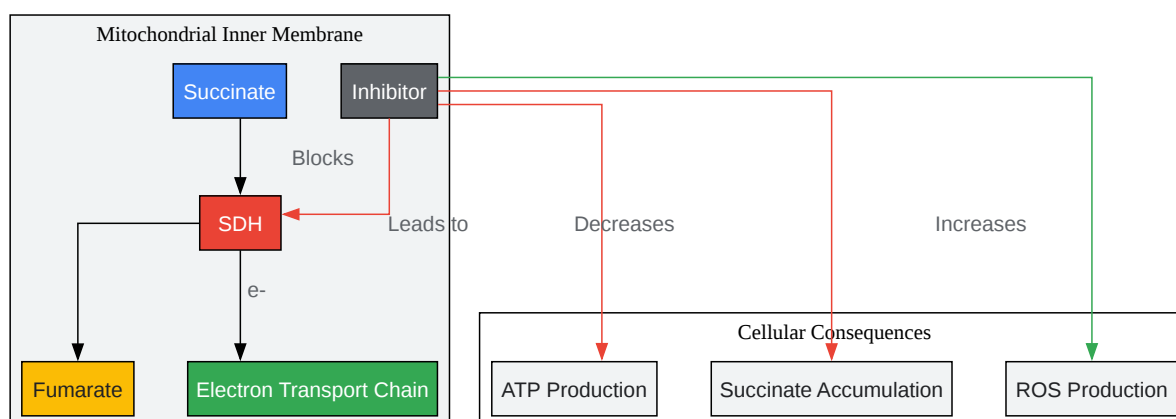 Mitochondrial Inner Membrane
Succinate
Inhibitor
Blocks
SDH
Leads to
Decreases
Increases
e-
Cellular Consequences
Fumarate
Electron Transport Chain
ATP Production
Succinate Accumulation
ROS Production